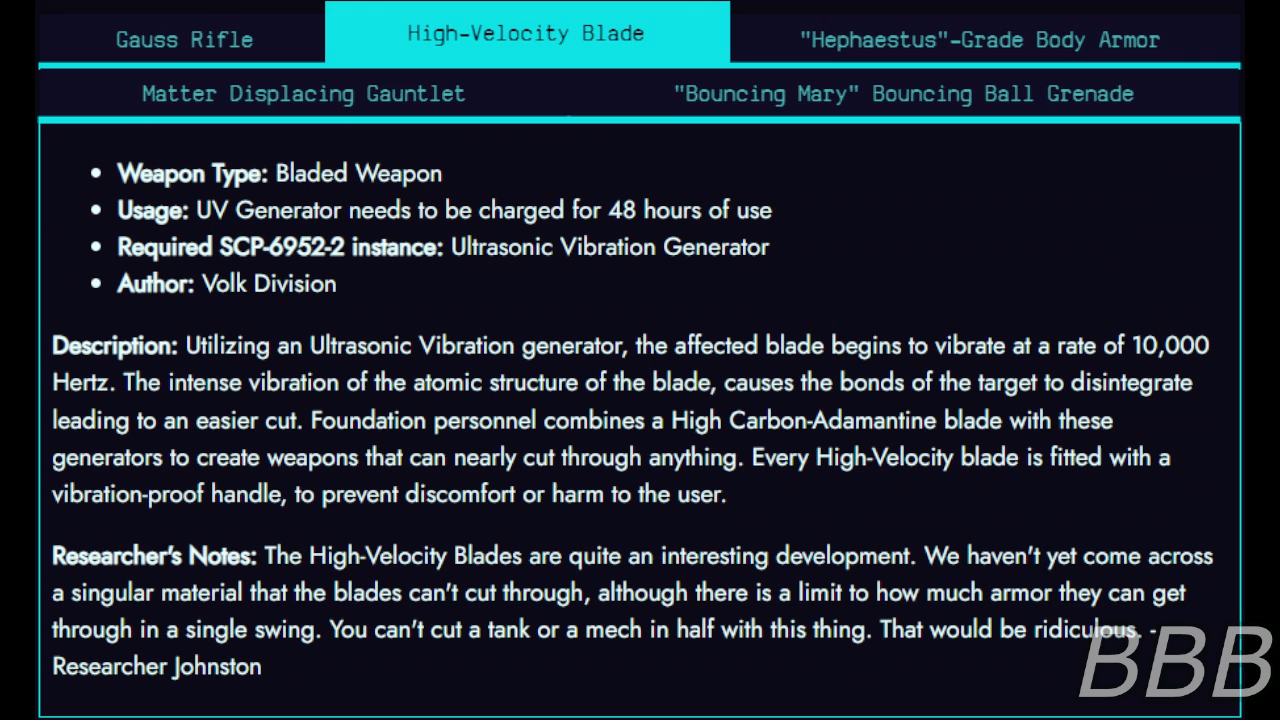 Gauss Rifle
High-Velocity Blade
"Hephaestus"-Grade Body Armor
Matter Displacing Gauntlet
"Bouncing Mary" Bouncing Ball Grenade
• Weapon Type: Bladed Weapon
• Usage: UV Generator needs to be charged for 48 hours of use
• Required SCP-6952-2 instance: Ultrasonic Vibration Generator
• Author: Volk Division
Description: Utilizing an Ultrasonic Vibration generator, the affected blade begins to vibrate at a rate of 10,000
Hertz. The intense vibration of the atomic structure of the blade, causes the bonds of the target to disintegrate
leading to an easier cut. Foundation personnel combines a High Carbon-Adamantine blade with these
generators to create weapons that can nearly cut through anything. Every High-Velocity blade is fitted with a
vibration-proof handle, to prevent discomfort or harm to the user.
Researcher's Notes: The High-Velocity Blades are quite an interesting development. We haven't yet come across
a singular material that the blades can't cut through, although there is a limit to how much armor they can get
through in a single swing. You can't cut a tank or a mech in half with this thing. That would be ridiculous. -
Researcher Johnston
BBB